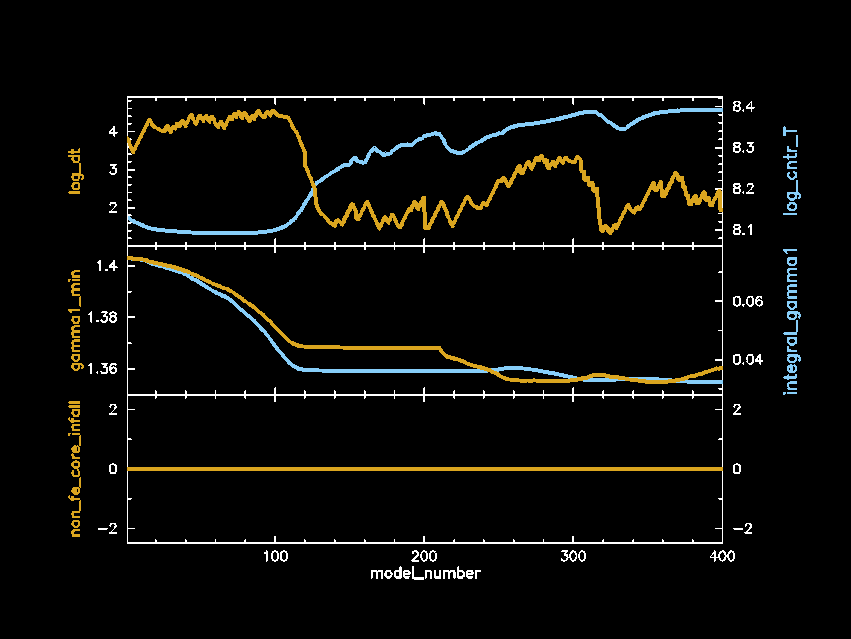 log_dt
4
3
2
8.4
8.3
8.2
8.1
log_cntr_T
gamma1_min
1.4
1.38
1.36
0.06
0.04
integral_gamma1
non_fe_core_infall
2
0
−2
2
0
−2
100 200 300 400
model_number